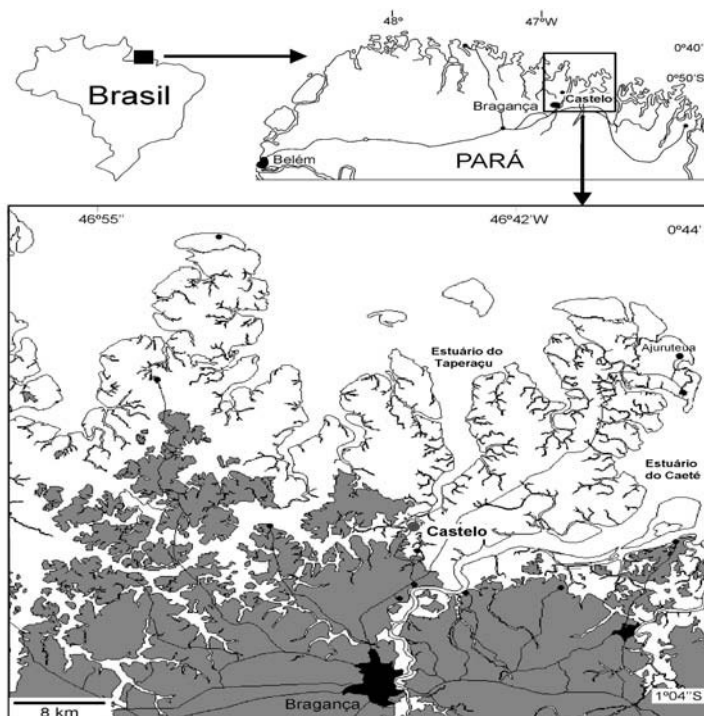 48°
47°W
0°40'
0°50'S
Brasil
Bragança
Castelo
Belém
PARÁ
46°55''
46°42'W
0°44'
Estuário do
Taperaçu
Ajuruteua
Estuário
do Caeté
Castelo
Bragança
8 km
1°04''S